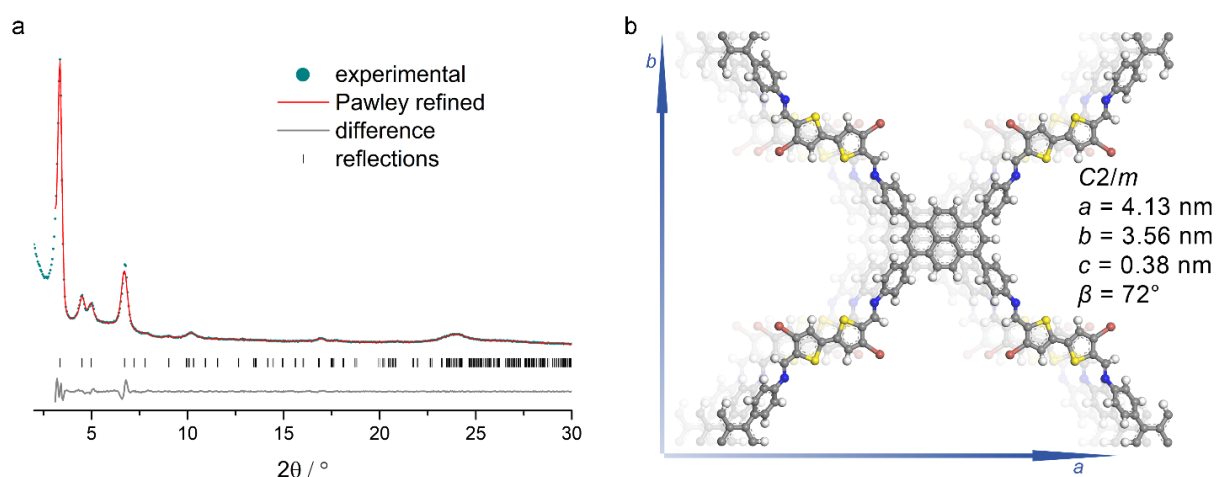 a
experimental
Pawley refined
difference
reflections
5
10
15
20
25
30
2θ / °
b
b
C2/m
a = 4.13 nm
b = 3.56 nm
c = 0.38 nm
β = 72°
a